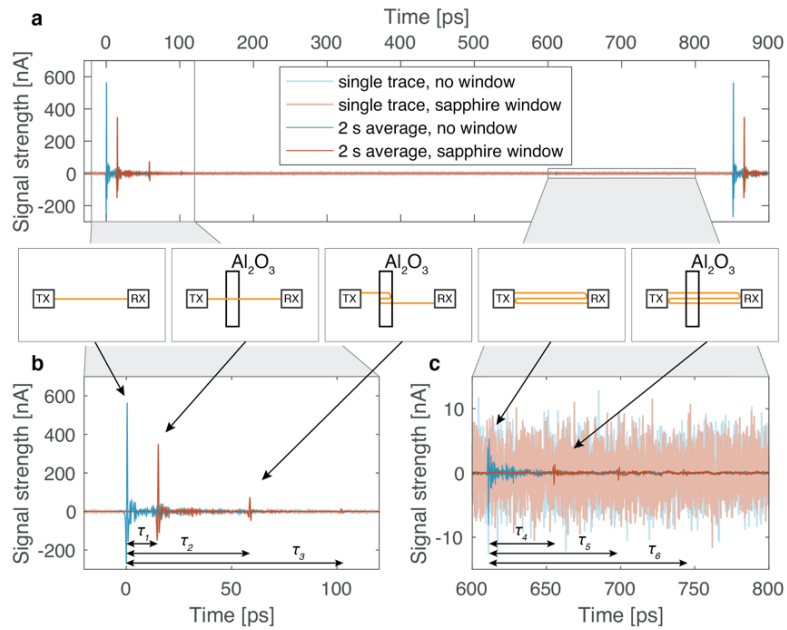 Time [ps]
a
0 100 200 300 400 500 600 700 800 900
Signal strength [nA]
600
400
200
0
-200
single trace, no window
single trace, sapphire window
2 s average, no window
2 s average, sapphire window
TX RX
Al₂O₃
TX RX
Al₂O₃
TX RX
TX RX
Al₂O₃
TX RX
b
Signal strength [nA]
600
400
200
0
-200
τ₁
τ₂
τ₃
0 50 100
Time [ps]
c
Signal strength [nA]
10
0
-10
τ₄
τ₅
τ₆
600 650 700 750 800
Time [ps]